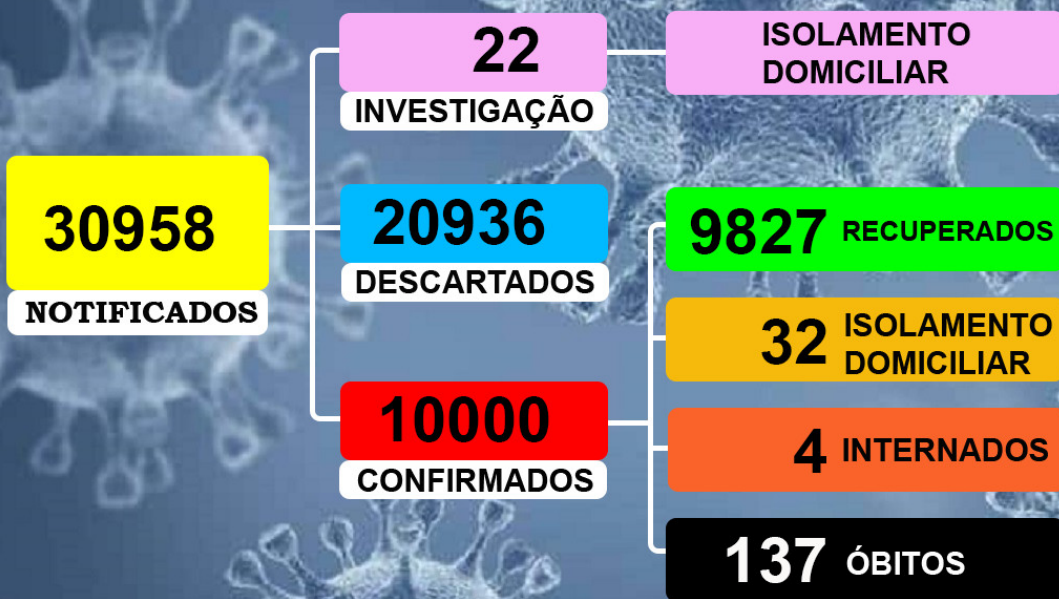 30958
NOTIFICADOS
22
INVESTIGAÇÃO
ISOLAMENTO
DOMICILIAR
20936
DESCARTADOS
10000
CONFIRMADOS
9827 RECUPERADOS
32 ISOLAMENTO
DOMICILIAR
4 INTERNADOS
137 ÓBITOS